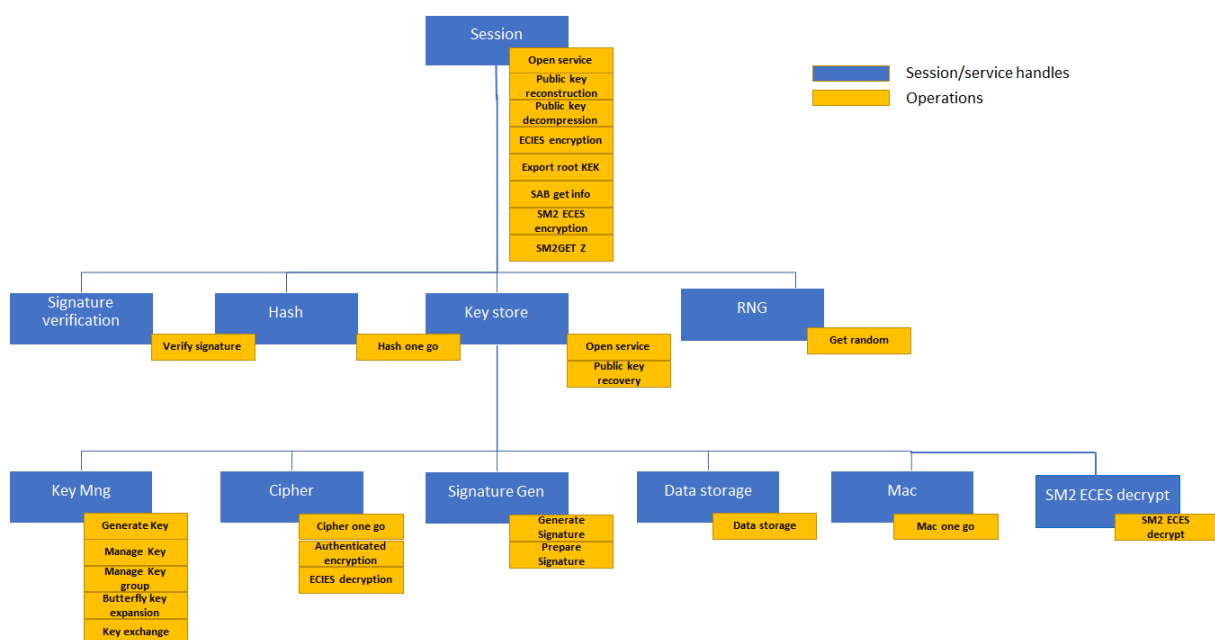 Session
Open service
Public key
reconstruction
Public key
decompression
ECIES encryption
Export root KEK
SAB get info
SM2 ECES
encryption
SM2GET Z
Session/service handles
Operations
Signature
verification
Verify signature
Hash
Hash one go
Key store
Open service
Public key
recovery
RNG
Get random
Key Mng
Generate Key
Manage Key
Manage Key
group
Butterfly key
expansion
Key exchange
Cipher
Cipher one go
Authenticated
encryption
ECIES decryption
Signature Gen
Generate
Signature
Prepare
Signature
Data storage
Data storage
Mac
Mac one go
SM2 ECES decrypt
SM2 ECES
decrypt